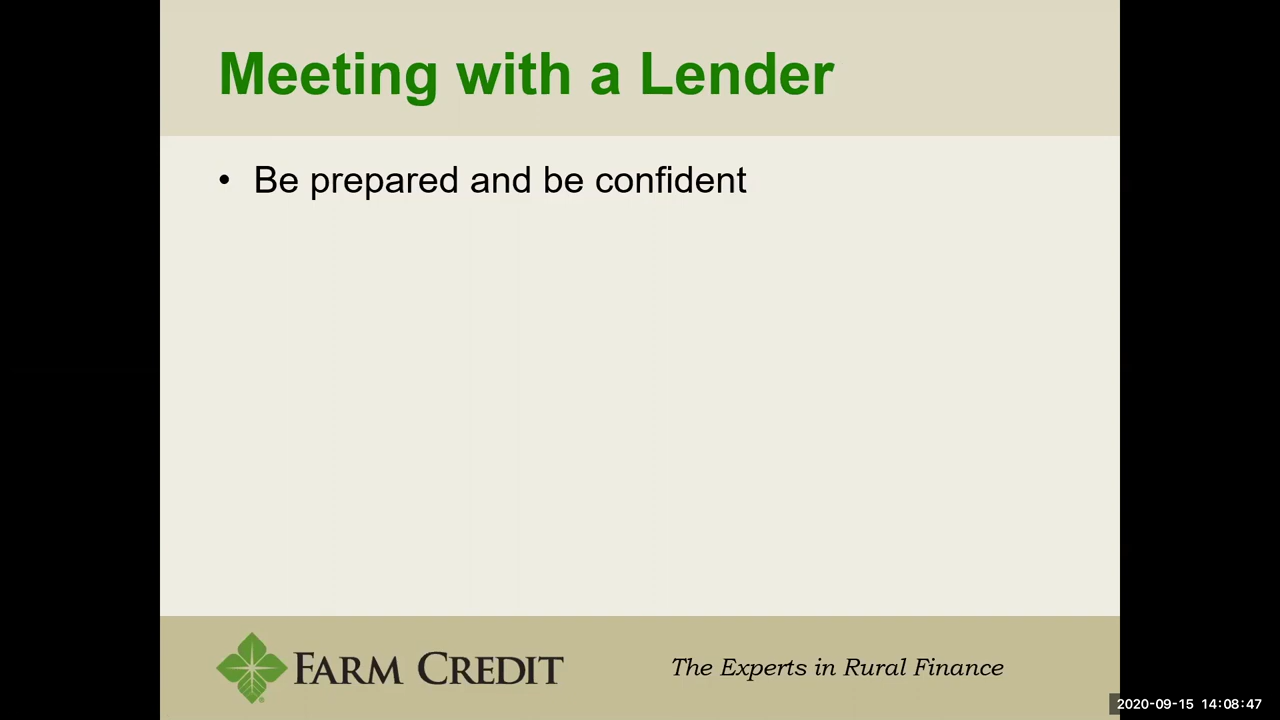 Meeting with a Lender
• Be prepared and be confident
FARM CREDIT
The Experts in Rural Finance
2020-09-15 14:08:47